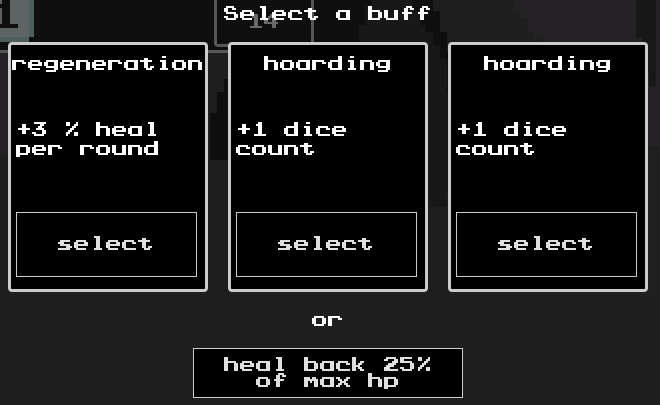 Select a buff
14
regeneration
+3 % heal
per round
select
hoarding
+1 dice
count
select
hoarding
+1 dice
count
select
or
heal back 25%
of max hp